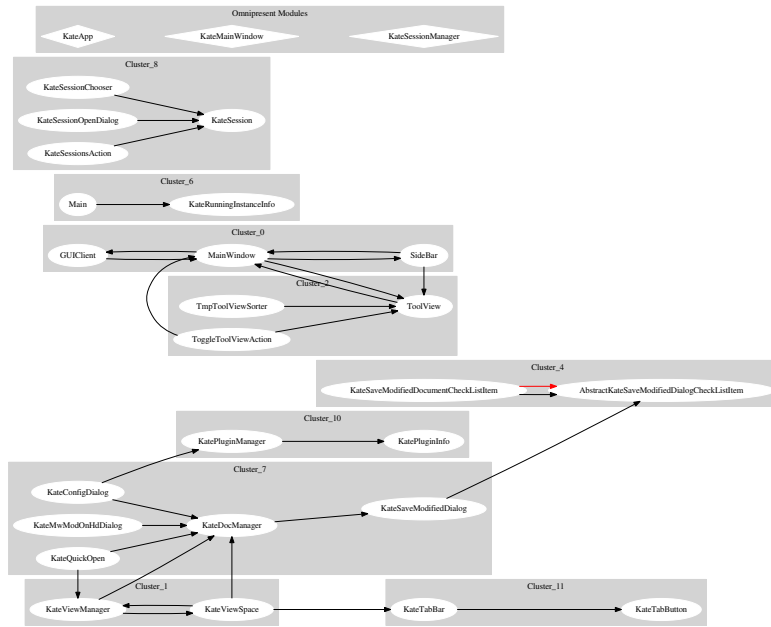 Omnipresent Modules
KateApp
KateMainWindow
KateSessionManager
Cluster_8
KateSessionChooser
KateSessionOpenDialog
KateSession
KateSessionsAction
Cluster_6
Main
KateRunningInstanceInfo
Cluster_0
GUIClient
MainWindow
SideBar
Cluster_2
TmpToolViewSorter
ToolView
ToggleToolViewAction
Cluster_4
KateSaveModifiedDocumentCheckListItem
AbstractKateSaveModifiedDialogCheckListItem
Cluster_10
KatePluginManager
KatePluginInfo
Cluster_7
KateConfigDialog
KateSaveModifiedDialog
KateMwModOnHdDialog
KateDocManager
KateQuickOpen
Cluster_1
KateViewManager
KateViewSpace
Cluster_11
KateTabBar
KateTabButton